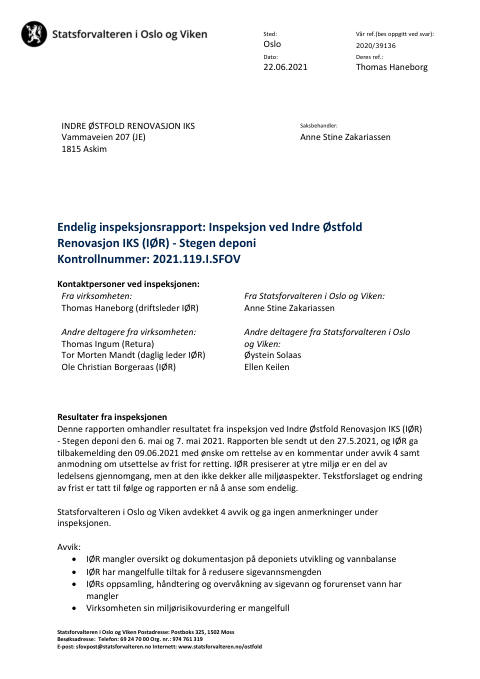 Statsforvalteren i Oslo og Viken
Sted:
Oslo
Dato:
22.06.2021
Vår ref.(bes oppgitt ved svar):
2020/39136
Deres ref.:
Thomas Haneborg
INDRE ØSTFOLD RENOVASJON IKS
Vammaveien 207 (JE)
1815 Askim
Saksbehandler:
Anne Stine Zakariassen
Endelig inspeksjonsrapport: Inspeksjon ved Indre Østfold
Renovasjon IKS (IØR) - Stegen deponi
Kontrollnummer: 2021.119.I.SFOV
Kontaktpersoner ved inspeksjonen:
Fra virksomheten:
Thomas Haneborg (driftsleder IØR)
Fra Statsforvalteren i Oslo og Viken:
Anne Stine Zakariassen
Andre deltagere fra virksomheten:
Thomas Ingum (Retura)
Tor Morten Mandt (daglig leder IØR)
Ole Christian Borgeraas (IØR)
Andre deltagere fra Statsforvalteren i Oslo
og Viken:
Øystein Solaas
Ellen Keilen
Resultater fra inspeksjonen
Denne rapporten omhandler resultatet fra inspeksjon ved Indre Østfold Renovasjon IKS (IØR)
- Stegen deponi den 6. mai og 7. mai 2021. Rapporten ble sendt ut den 27.5.2021, og IØR ga
tilbakemelding den 09.06.2021 med ønske om rettelse av en kommentar under avvik 4 samt
anmodning om utsettelse av frist for retting. IØR presiserer at ytre miljø er en del av
ledelsens gjennomgang, men at den ikke dekker alle miljøaspekter. Tekstforslaget og endring
av frist er tatt til følge og rapporten er nå å anse som endelig.
Statsforvalteren i Oslo og Viken avdekket 4 avvik og ga ingen anmerkninger under
inspeksjonen.
Avvik:
• IØR mangler oversikt og dokumentasjon på deponiets utvikling og vannbalanse
• IØR har mangelfulle tiltak for å redusere sigevannsmengden
• IØRs oppsamling, håndtering og overvåkning av sigevann og forurenset vann har
mangler
• Virksomheten sin miljørisikovurdering er mangelfull
Statsforvalteren i Oslo og Viken Postadresse: Postboks 325, 1502 Moss
Besøksadresse: Telefon: 69 24 70 00 Org. nr.: 974 761 319
E-post: sfovpost@statsforvalteren.no Internett: www.statsforvalteren.no/ostfold